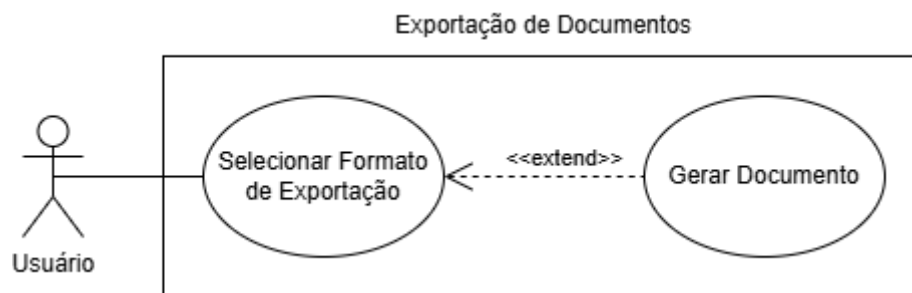 Exportação de Documentos
Selecionar Formato
de Exportação
<<extend>>
Gerar Documento
Usuário